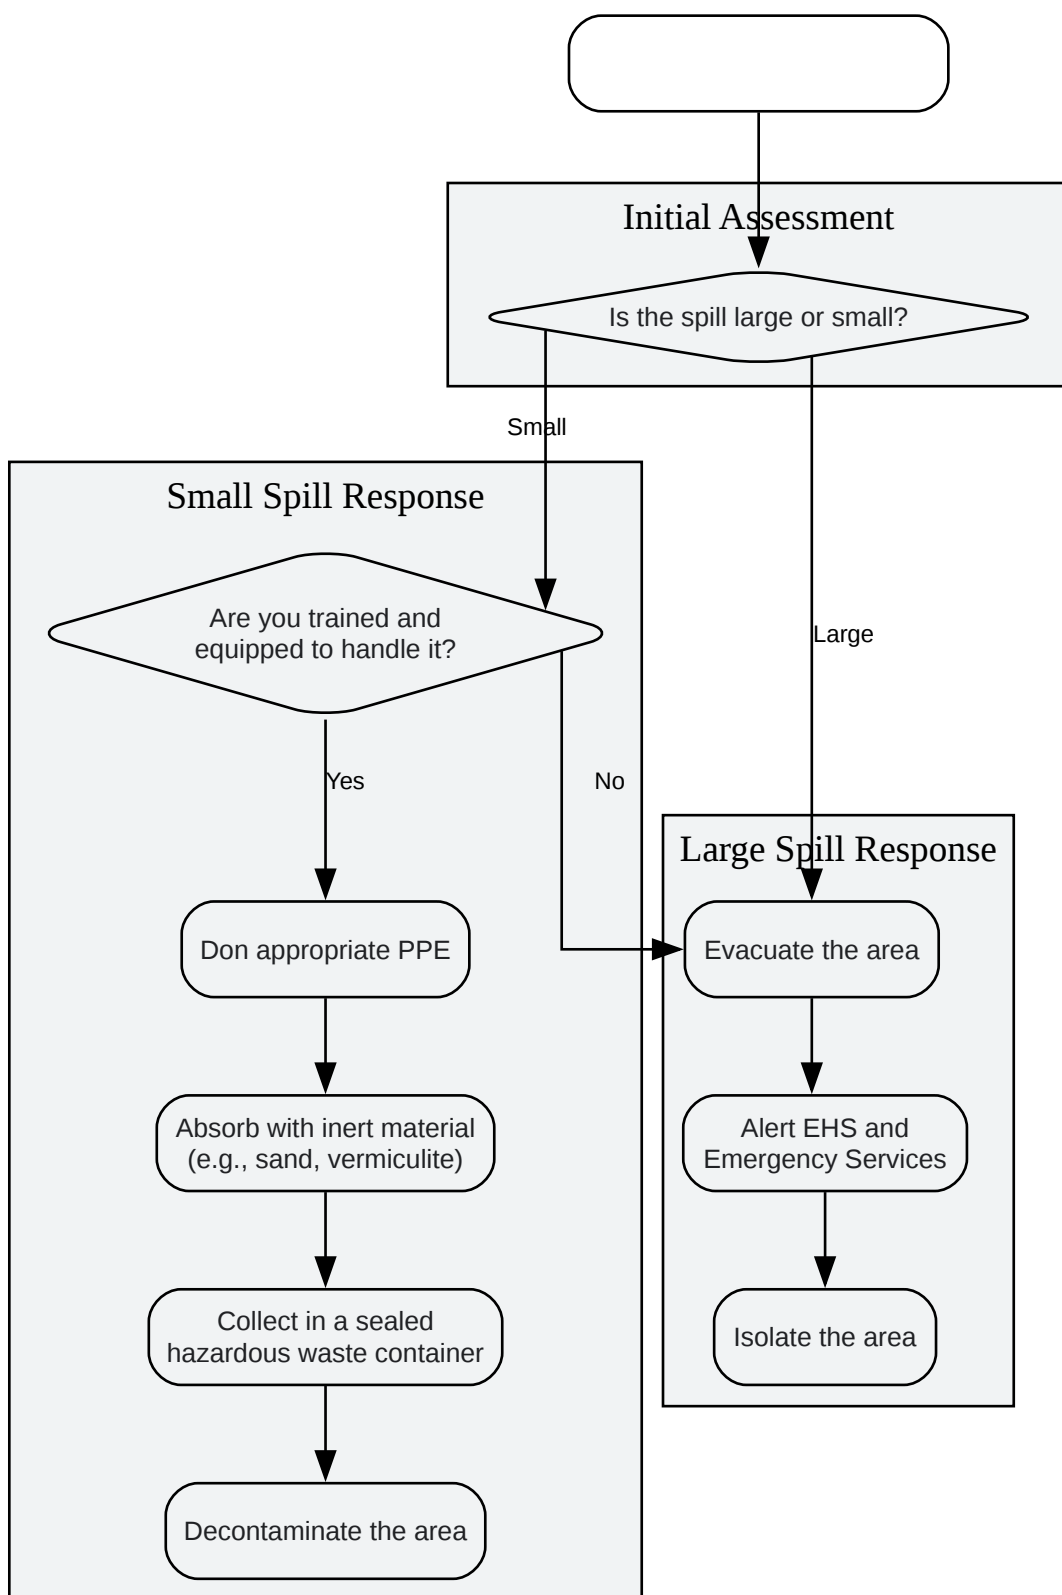 Initial Assessment
Is the spill large or small?
Small
Small Spill Response
Are you trained and
equipped to handle it?
Large
Yes
No
Large Spill Response
Don appropriate PPE
Evacuate the area
Absorb with inert material
(e.g., sand, vermiculite)
Alert EHS and
Emergency Services
Collect in a sealed
hazardous waste container
Isolate the area
Decontaminate the area